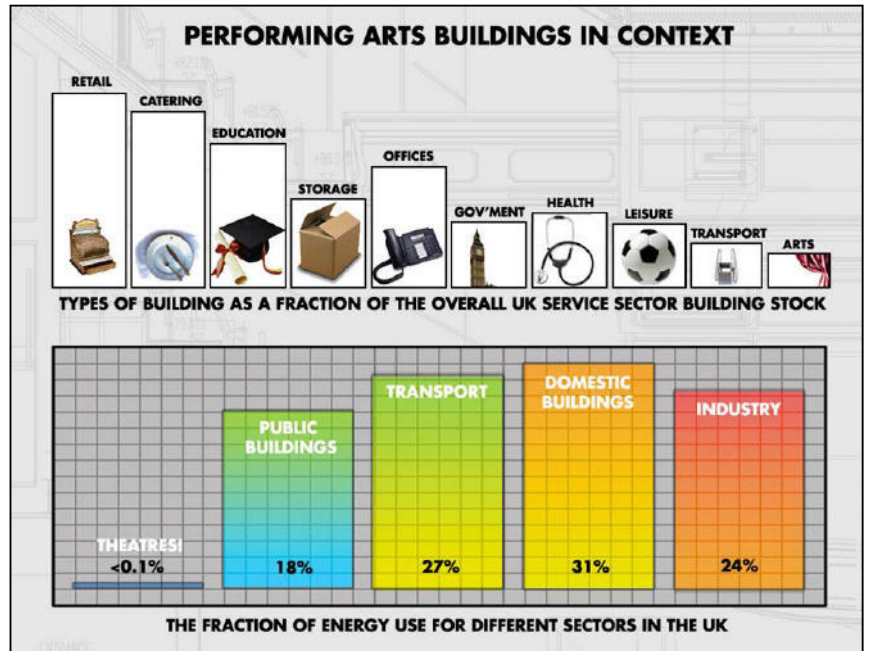 PERFORMING ARTS BUILDINGS IN CONTEXT
RETAIL
CATERING
EDUCATION
STORAGE
OFFICES
GOV'MENT
HEALTH
LEISURE
TRANSPORT
ARTS
TYPES OF BUILDING AS A FRACTION OF THE OVERALL UK SERVICE SECTOR BUILDING STOCK
THEATRES!
<0.1%
PUBLIC
BUILDINGS
18%
TRANSPORT
27%
DOMESTIC
BUILDINGS
31%
INDUSTRY
24%
THE FRACTION OF ENERGY USE FOR DIFFERENT SECTORS IN THE UK